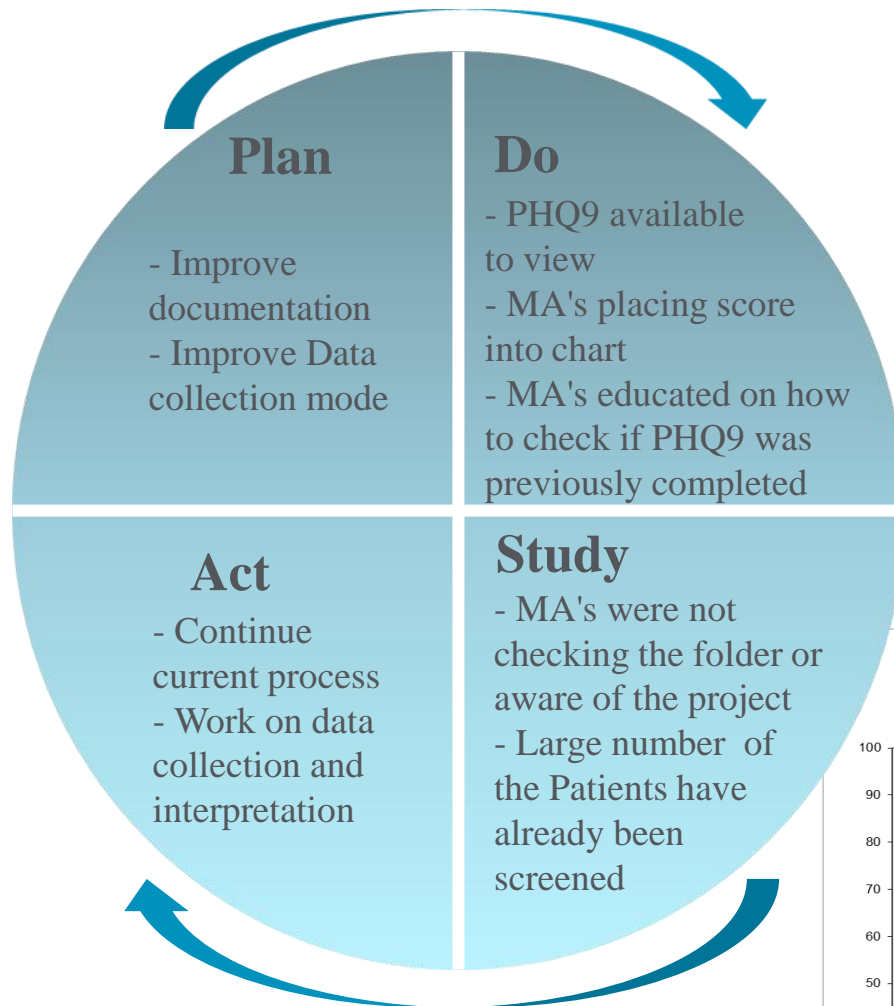 Plan
- Improve
documentation
- Improve Data
collection mode
Do
- PHQ9 available
to view
- MA's placing score
into chart
- MA's educated on how
to check if PHQ9 was
previously completed
Act
- Continue
current process
- Work on data
collection and
interpretation
Study
- MA's were not
checking the folder or
aware of the project
- Large number of
the Patients have
already been
screened
100
90
80
70
60
50